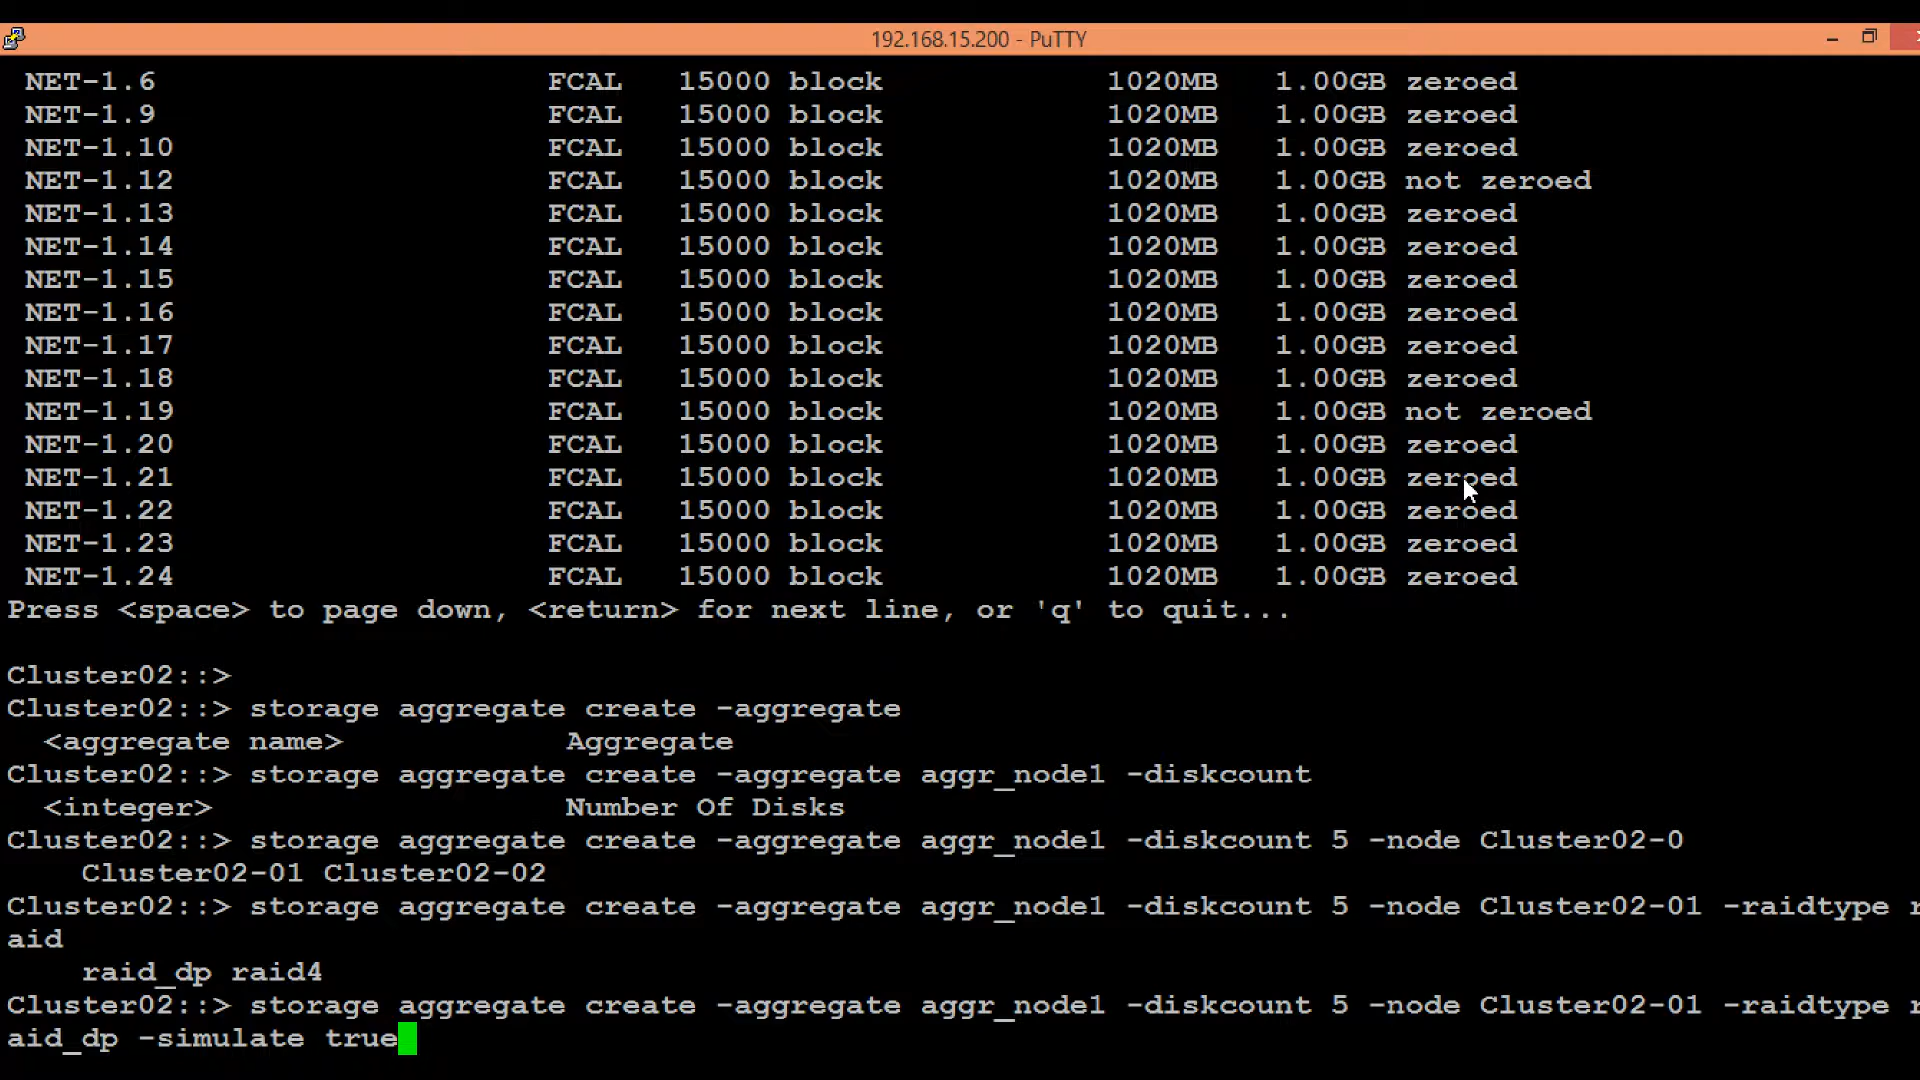 192.168.15.200 - PuTTY
NET-1.6 FCAL 15000 block 1020MB 1.00GB zeroed
NET-1.9 FCAL 15000 block 1020MB 1.00GB zeroed
NET-1.10 FCAL 15000 block 1020MB 1.00GB zeroed
NET-1.12 FCAL 15000 block 1020MB 1.00GB not zeroed
NET-1.13 FCAL 15000 block 1020MB 1.00GB zeroed
NET-1.14 FCAL 15000 block 1020MB 1.00GB zeroed
NET-1.15 FCAL 15000 block 1020MB 1.00GB zeroed
NET-1.16 FCAL 15000 block 1020MB 1.00GB zeroed
NET-1.17 FCAL 15000 block 1020MB 1.00GB zeroed
NET-1.18 FCAL 15000 block 1020MB 1.00GB zeroed
NET-1.19 FCAL 15000 block 1020MB 1.00GB not zeroed
NET-1.20 FCAL 15000 block 1020MB 1.00GB zeroed
NET-1.21 FCAL 15000 block 1020MB 1.00GB zeroed
NET-1.22 FCAL 15000 block 1020MB 1.00GB zeroed
NET-1.23 FCAL 15000 block 1020MB 1.00GB zeroed
NET-1.24 FCAL 15000 block 1020MB 1.00GB zeroed
Press <space> to page down, <return> for next line, or 'q' to quit...
Cluster02::>
Cluster02::> storage aggregate create -aggregate
<aggregate name> Aggregate
Cluster02::> storage aggregate create -aggregate aggr_node1 -diskcount
<integer> Number Of Disks
Cluster02::> storage aggregate create -aggregate aggr_node1 -diskcount 5 -node Cluster02-0
Cluster02-01 Cluster02-02
Cluster02::> storage aggregate create -aggregate aggr_node1 -diskcount 5 -node Cluster02-01 -raidtype r
aid
raid_dp raid4
Cluster02::> storage aggregate create -aggregate aggr_node1 -diskcount 5 -node Cluster02-01 -raidtype r
aid_dp -simulate true